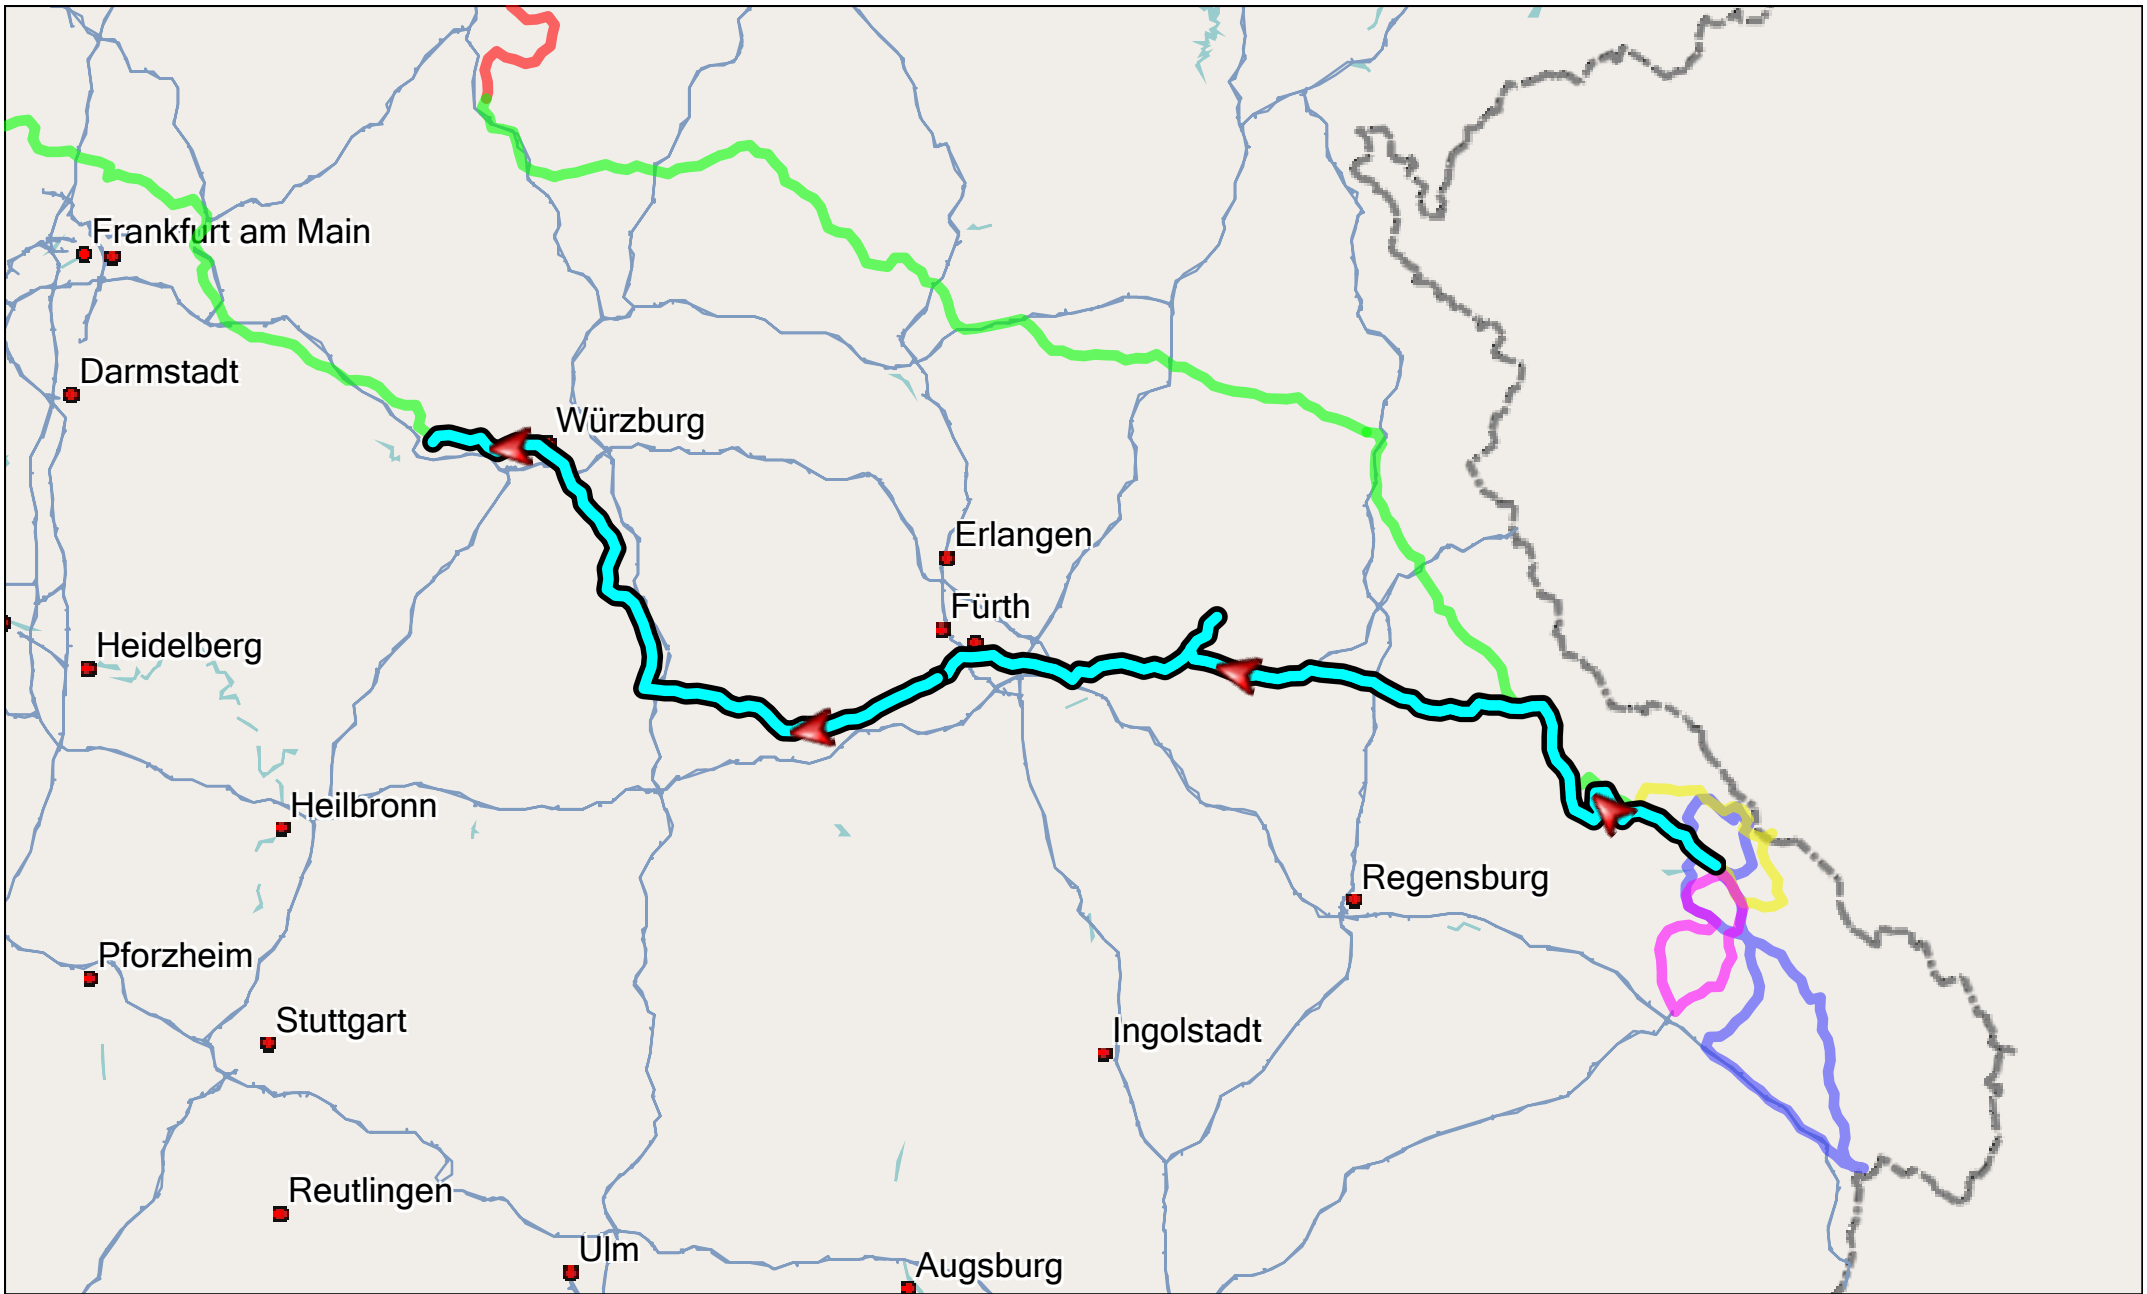 Frankfurt am Main
Darmstadt
Würzburg
Erlangen
Fürth
Heidelberg
Heilbronn
Regensburg
Pforzheim
Stuttgart
Ingolstadt
Reutlingen
Ulm
Augsburg